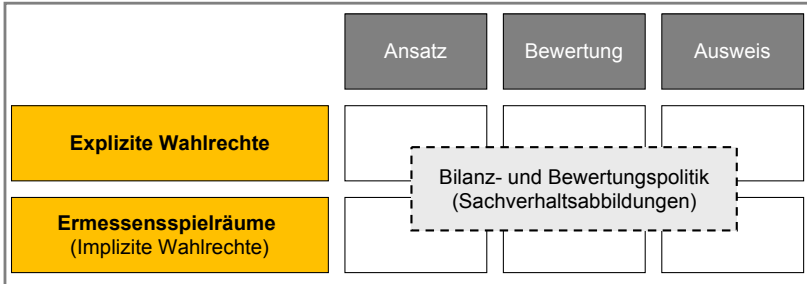 Ansatz Bewertung Ausweis
Explizite Wahlrechte
Bilanz- und Bewertungspolitik
(Sachverhaltsabbildungen)
Ermessensspielräume
(Implizite Wahlrechte)